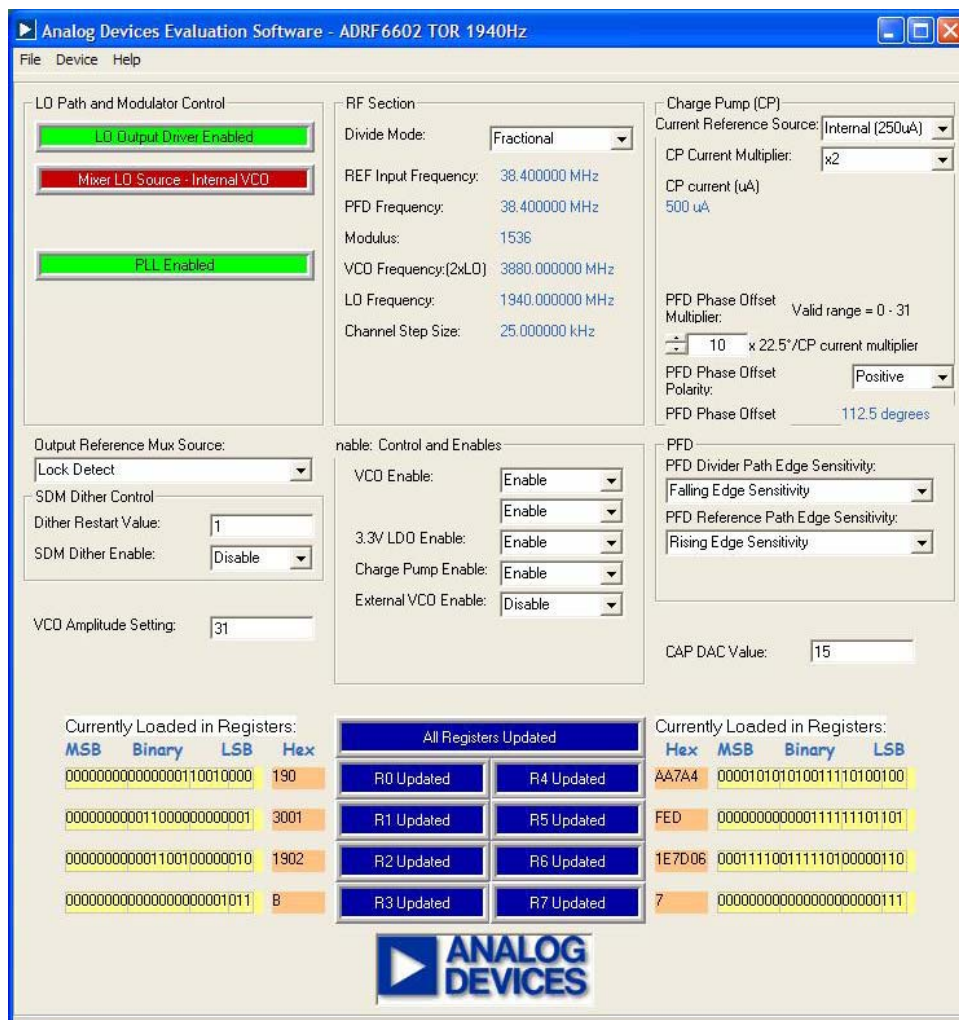 Analog Devices Evaluation Software - ADRF6602 TOR 1940Hz
File Device Help
LO Path and Modulator Control
LO Output Driver Enabled
Mixer LO Source - Internal VCO
PLL Enabled
RF Section
Divide Mode: Fractional
REF Input Frequency: 38.400000 MHz
PFD Frequency: 38.400000 MHz
Modulus: 1536
VCO Frequency:(2xLO) 3880.000000 MHz
LO Frequency: 1940.000000 MHz
Channel Step Size: 25.000000 kHz
Charge Pump (CP)
Current Reference Source: Internal (250uA)
CP Current Multiplier: x2
CP current (uA)
500 uA
PFD Phase Offset
Multiplier: Valid range = 0 - 31
10 x 22.5°/CP current multiplier
PFD Phase Offset
Polarity: Positive
PFD Phase Offset 112.5 degrees
Output Reference Mux Source:
Lock Detect
SDM Dither Control
Dither Restart Value: 1
SDM Dither Enable: Disable
VCO Amplitude Setting: 31
nable: Control and Enables
VCO Enable: Enable
Enable
3.3V LDO Enable: Enable
Charge Pump Enable: Enable
External VCO Enable: Disable
PFD
PFD Divider Path Edge Sensitivity:
Falling Edge Sensitivity
PFD Reference Path Edge Sensitivity:
Rising Edge Sensitivity
CAP DAC Value: 15
Currently Loaded in Registers:
MSB Binary LSB Hex
000000000000000110010000 190
000000000011000000000001 3001
000000000001100100000010 1902
000000000000000000001011 B
All Registers Updated
R0 Updated R4 Updated
R1 Updated R5 Updated
R2 Updated R6 Updated
R3 Updated R7 Updated
Currently Loaded in Registers:
Hex MSB Binary LSB
AA7A4 000010101010011110100100
FED 000000000000111111101101
1E7D06 000111100111110100000110
7 000000000000000000000111
ANALOG
DEVICES